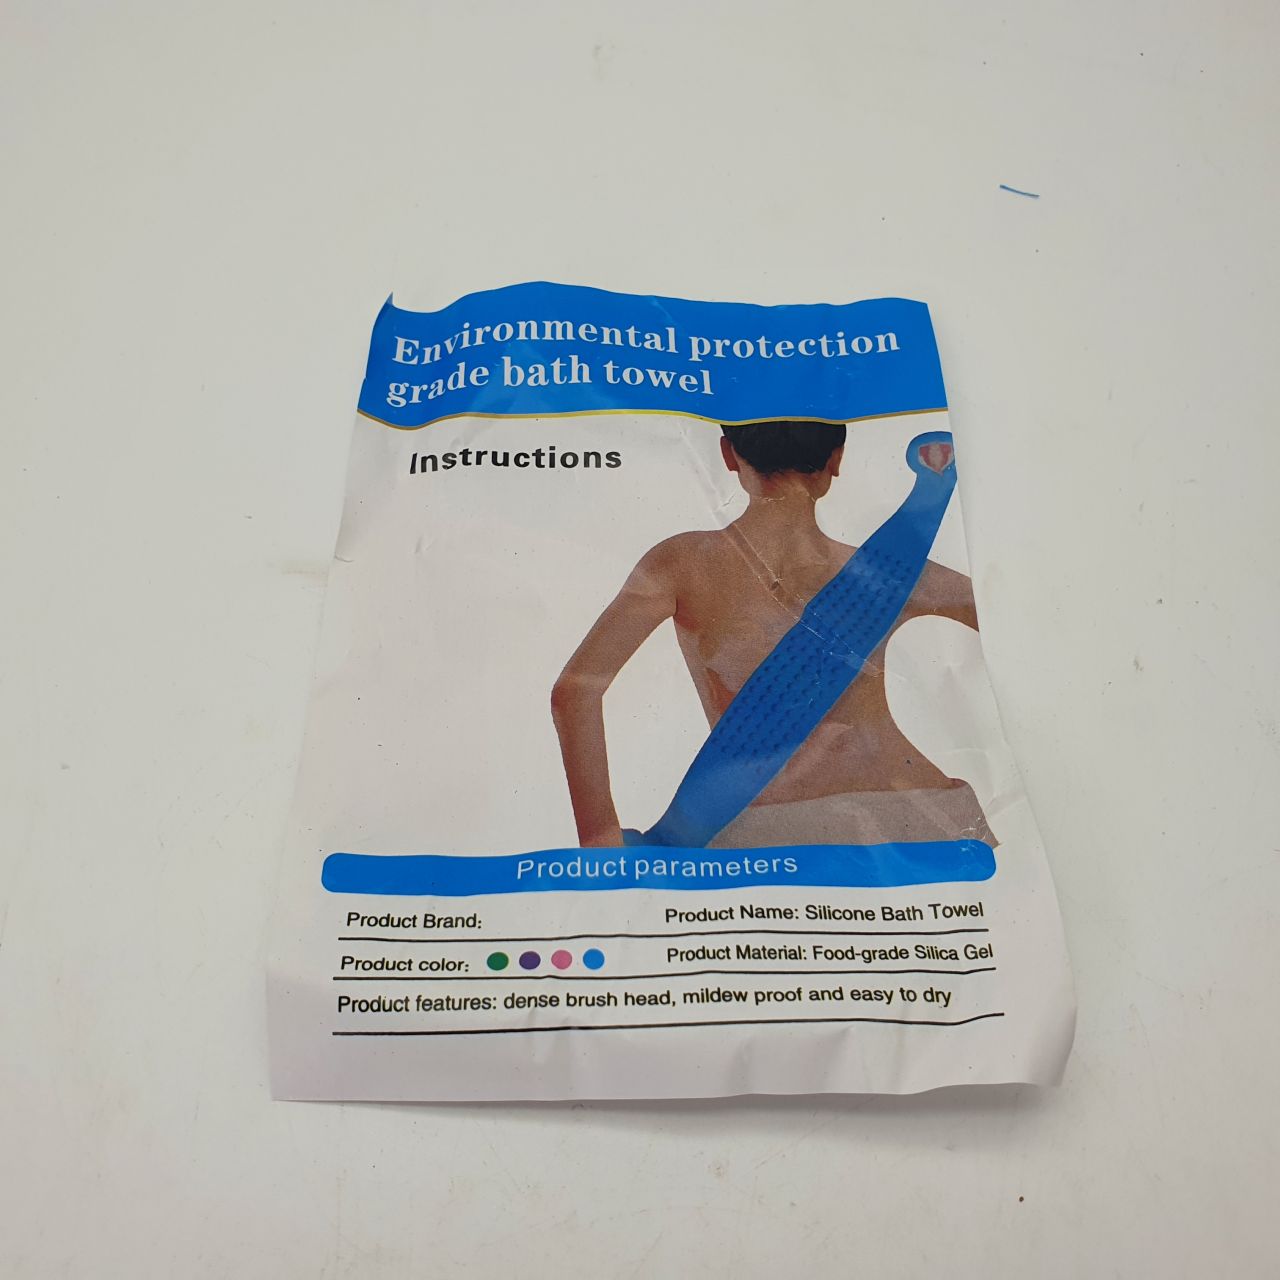 Environmental protection
grade bath towel
Instructions
Product parameters
Product Brand:
Product Name: Silicone Bath Towel
Product color:
Product Material: Food-grade Silica Gel
Product features: dense brush head, mildew proof and easy to dry